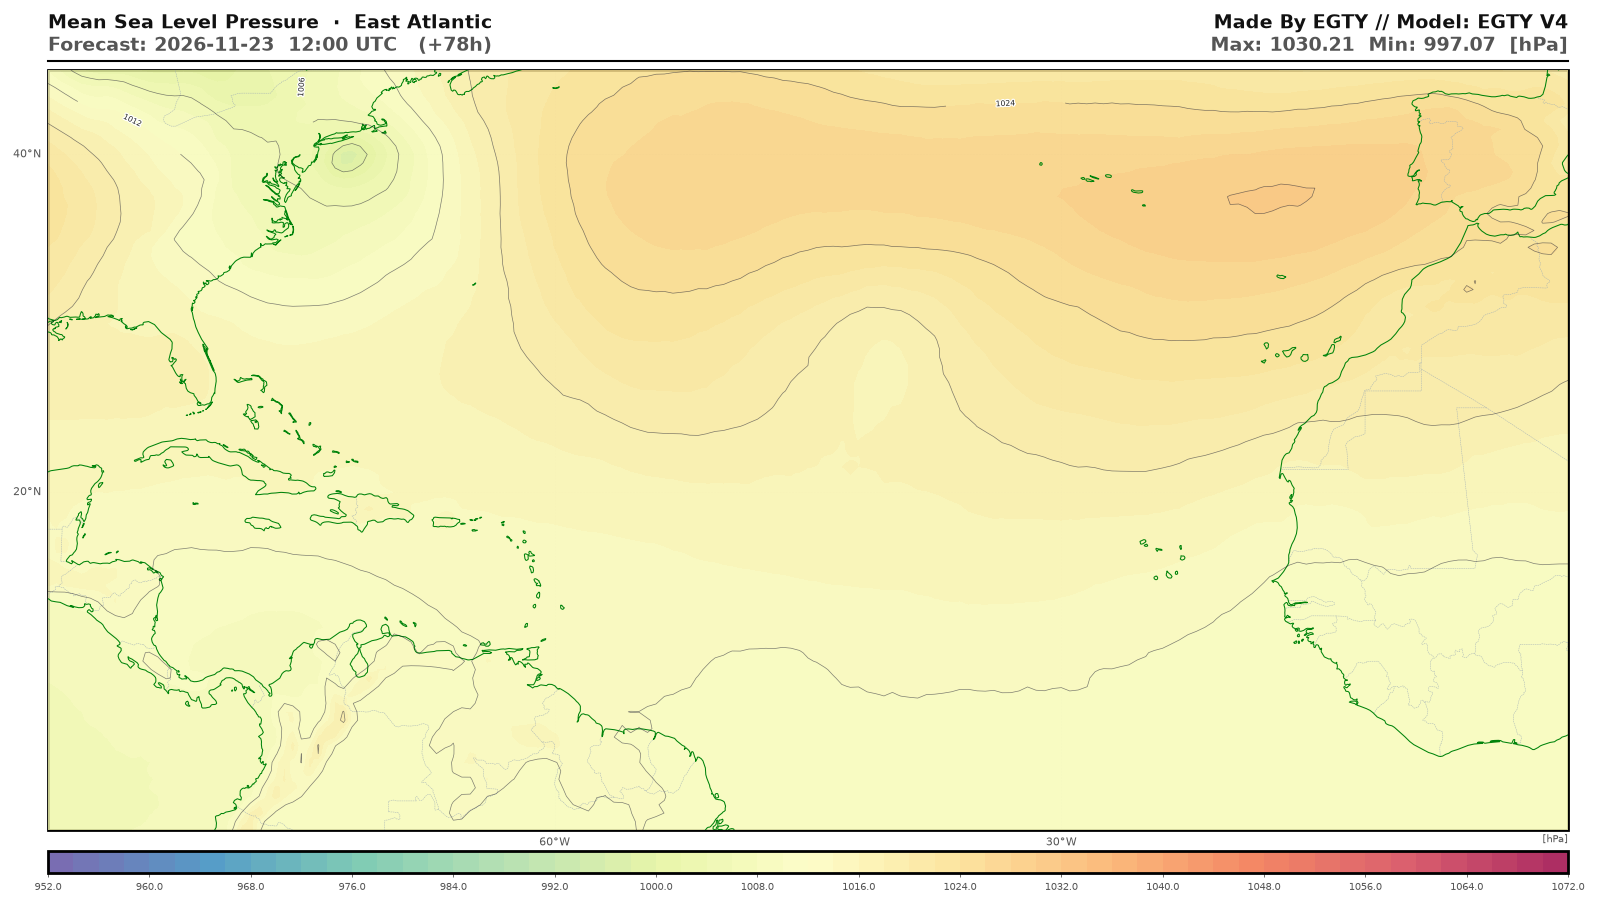 Mean Sea Level Pressure · East Atlantic
Made By EGTY // Model: EGTY V4
Forecast: 2026-11-23 12:00 UTC (+78h)
Max: 1030.21 Min: 997.07 [hPa]
1006
1024
1012
40°N
20°N
60°W
30°W
[hPa]
952.0 960.0 968.0 976.0 984.0 992.0 1000.0 1008.0 1016.0 1024.0 1032.0 1040.0 1048.0 1056.0 1064.0 1072.0